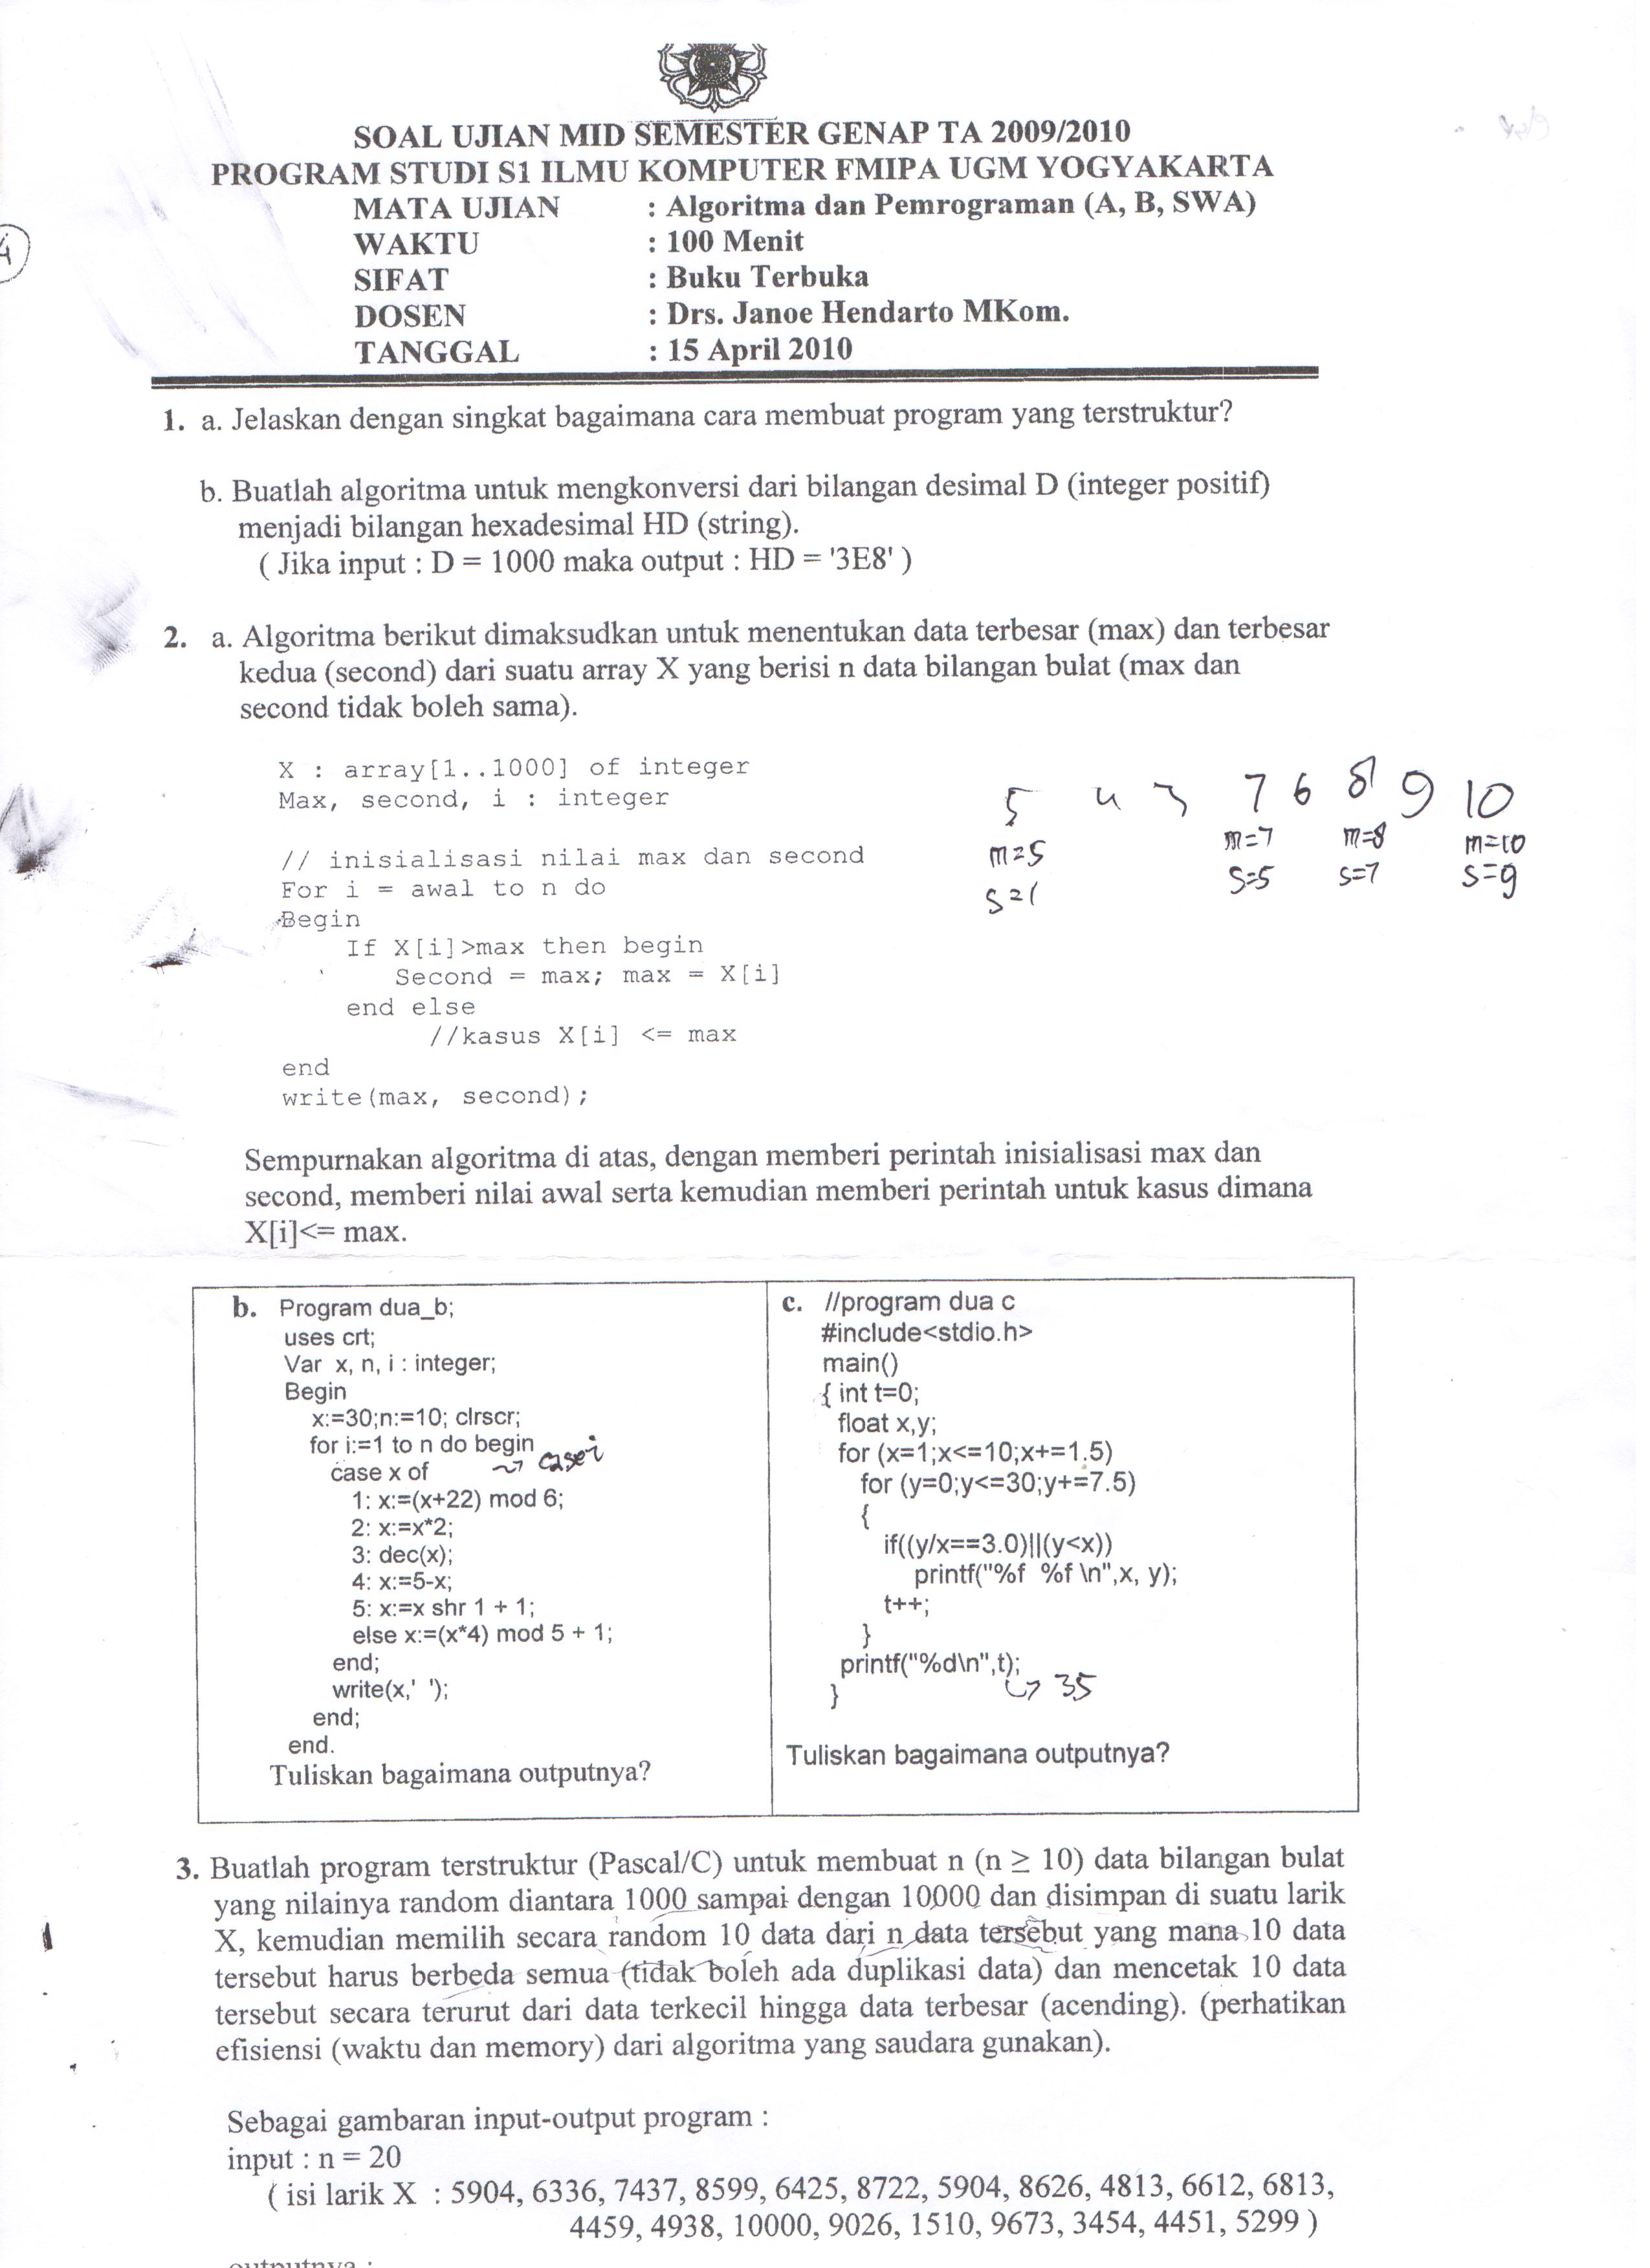 SOAL UJIAN MID SEMESTER GENAP TA 2009/2010
PROGRAM STUDI S1 ILMU KOMPUTER FMIPA UGM YOGYAKARTA
MATA UJIAN : Algoritma dan Pemrograman (A, B, SWA)
WAKTU : 100 Menit
4
SIFAT : Buku Terbuka
DOSEN : Drs. Janoe Hendarto MKom.
TANGGAL : 15 April 2010
1. a. Jelaskan dengan singkat bagaimana cara membuat program yang terstruktur?
b. Buatlah algoritma untuk mengkonversi dari bilangan desimal D (integer positif)
menjadi bilangan hexadesimal HD (string).
( Jika input : D = 1000 maka output : HD = '3E8' )
2. a. Algoritma berikut dimaksudkan untuk menentukan data terbesar (max) dan terbesar
kedua (second) dari suatu array X yang berisi n data bilangan bulat (max dan
second tidak boleh sama).
X : array[1..1000] of integer
Max, second, i : integer
// inisialisasi nilai max dan second
For i = awal to n do
Begin
If X[i]>max then begin
Second = max; max = X[i]
end else
//kasus X[i] <= max
end
write(max, second);
5 4 3 7 6 8 9 10
m=5 m=7 m=8 m=10
s=1 s=5 s=7 s=9
Sempurnakan algoritma di atas, dengan memberi perintah inisialisasi max dan
second, memberi nilai awal serta kemudian memberi perintah untuk kasus dimana
X[i]<= max.
b. Program dua_b;
uses crt;
Var x, n, i : integer;
Begin
x:=30;n:=10; clrscr;
for i:=1 to n do begin
case x of
case i
1: x:=(x+22) mod 6;
2: x:=x*2;
3: dec(x);
4: x:=5-x;
5: x:=x shr 1 + 1;
else x:=(x*4) mod 5 + 1;
end;
write(x,' ');
end;
end.
Tuliskan bagaimana outputnya?
c. //program dua c
#include<stdio.h>
main()
{ int t=0;
float x,y;
for (x=1;x<=10;x+=1.5)
for (y=0;y<=30;y+=7.5)
{
if((y/x==3.0)||(y<x))
printf("%f %f \n",x, y);
t++;
}
printf("%d\n",t);
35
}
Tuliskan bagaimana outputnya?
3. Buatlah program terstruktur (Pascal/C) untuk membuat n (n ≥ 10) data bilangan bulat
yang nilainya random diantara 1000 sampai dengan 10000 dan disimpan di suatu larik
X, kemudian memilih secara random 10 data dari n data tersebut yang mana 10 data
tersebut harus berbeda semua (tidak boleh ada duplikasi data) dan mencetak 10 data
tersebut secara terurut dari data terkecil hingga data terbesar (acending). (perhatikan
efisiensi (waktu dan memory) dari algoritma yang saudara gunakan).
Sebagai gambaran input-output program :
input : n = 20
( isi larik X : 5904, 6336, 7437, 8599, 6425, 8722, 5904, 8626, 4813, 6612, 6813,
4459, 4938, 10000, 9026, 1510, 9673, 3454, 4451, 5299 )